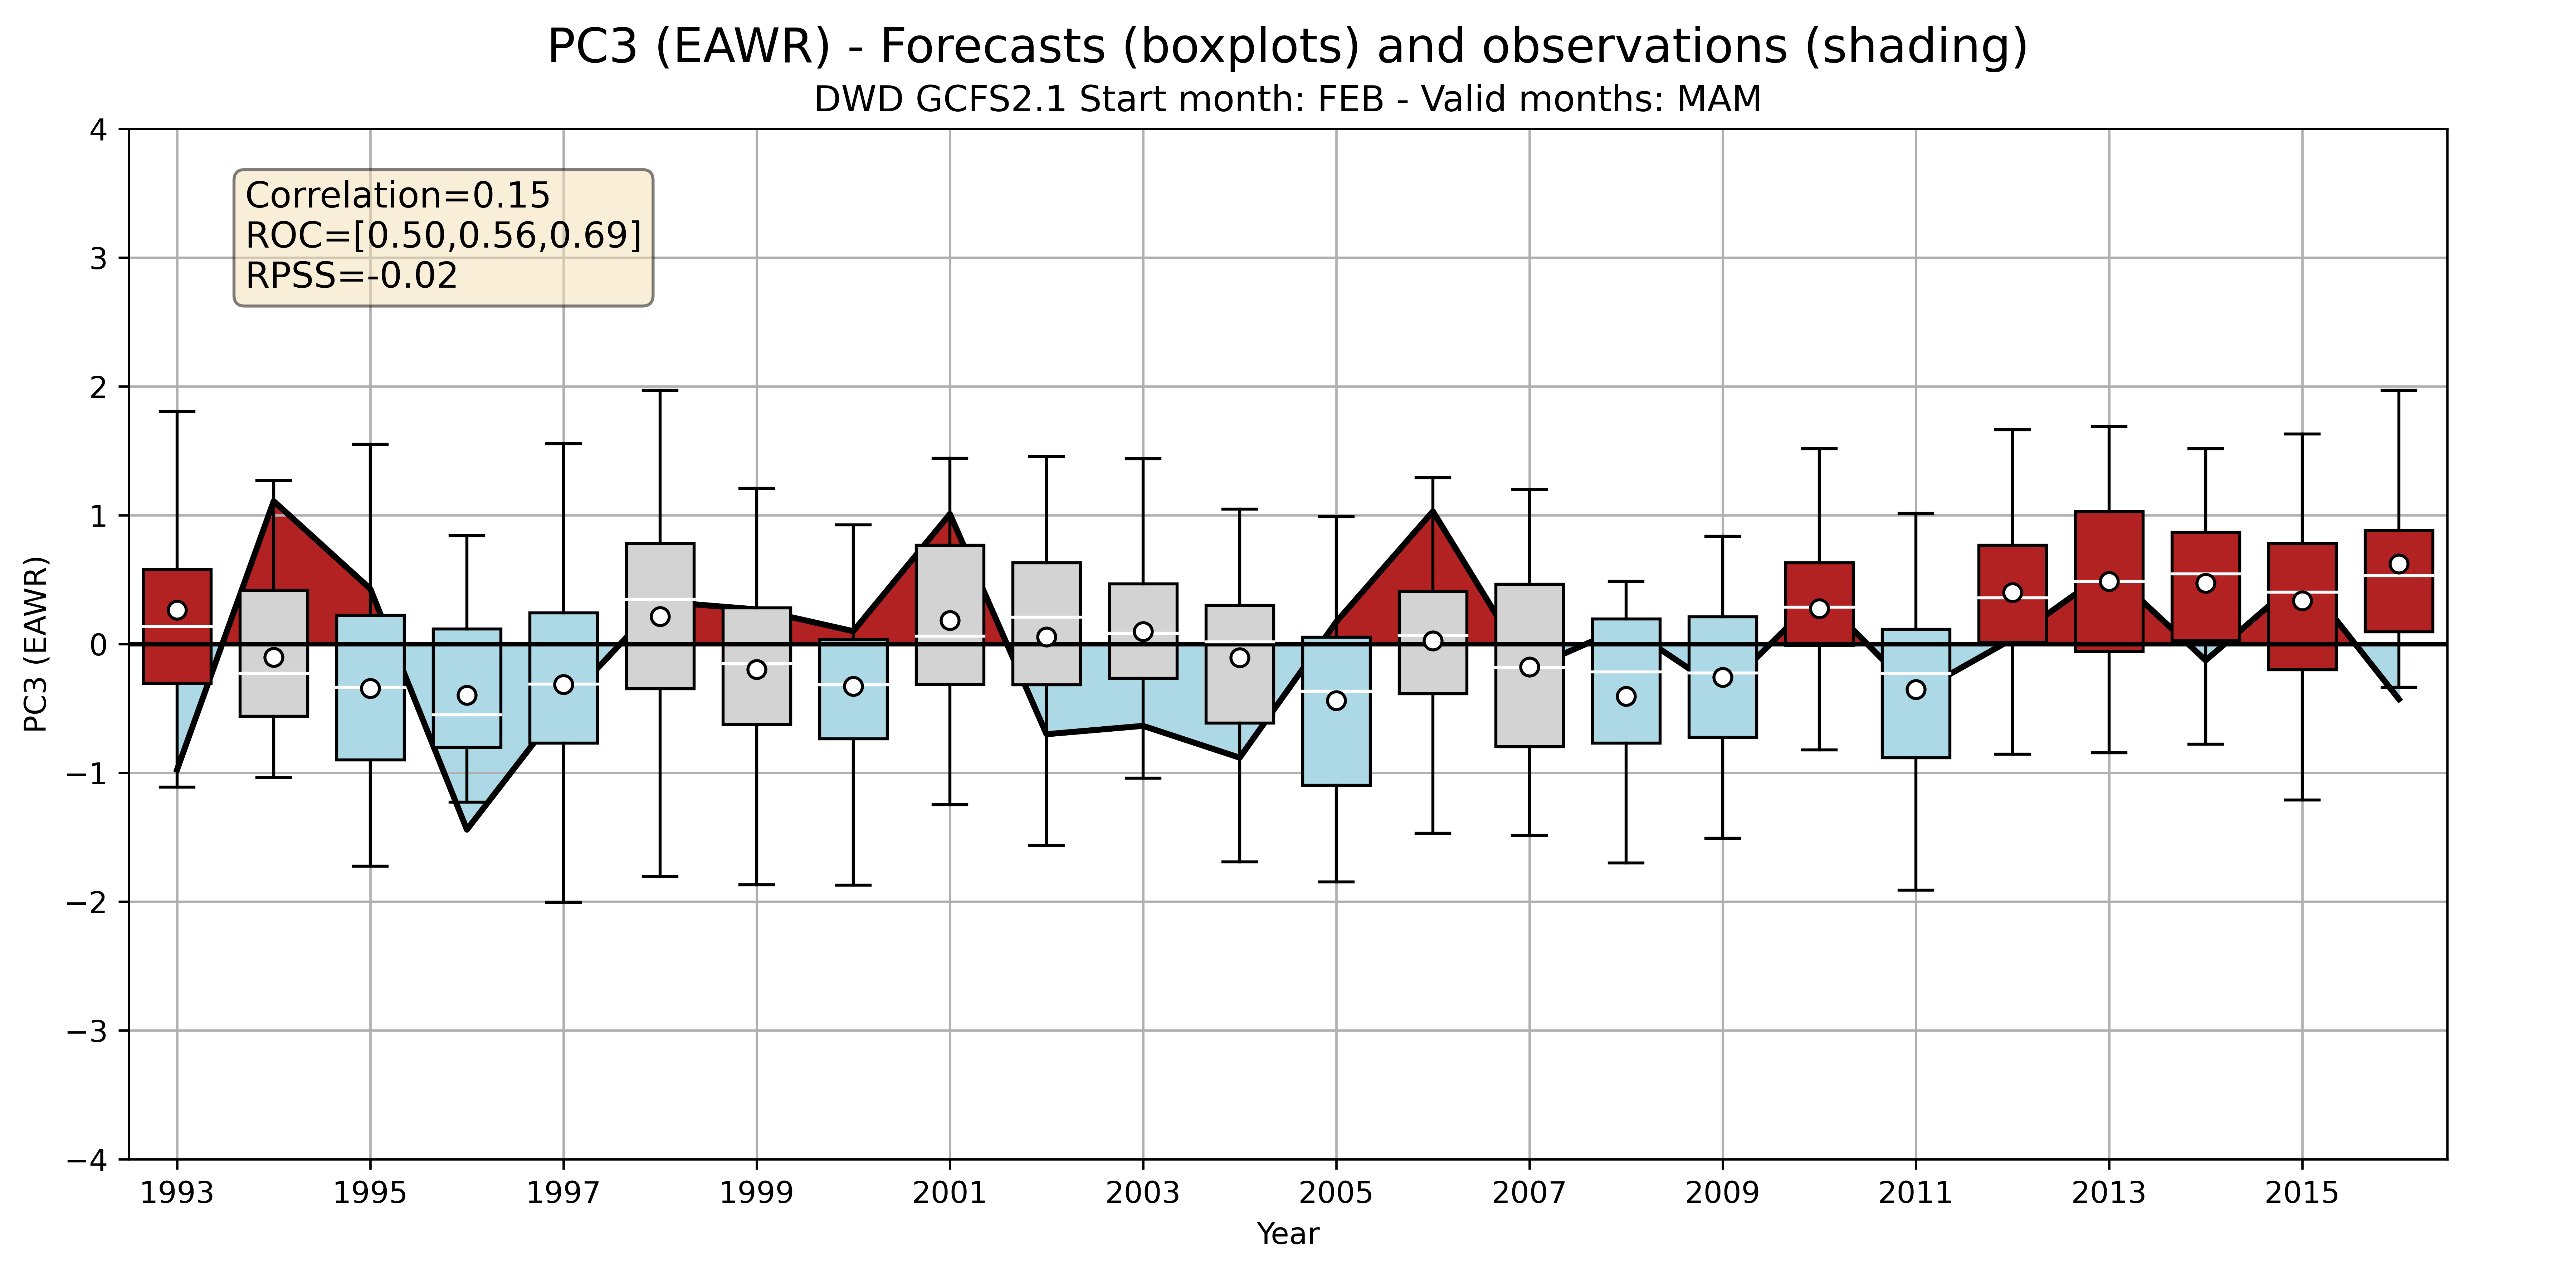 PC3 (EAWR) - Forecasts (boxplots) and observations (shading)
DWD GCFS2.1 Start month: FEB - Valid months: MAM
Correlation=0.15
ROC=[0.50,0.56,0.69]
RPSS=-0.02
PC3 (EAWR)
4
3
2
1
0
−1
−2
−3
−4
1993 1995 1997 1999 2001 2003 2005 2007 2009 2011 2013 2015
Year